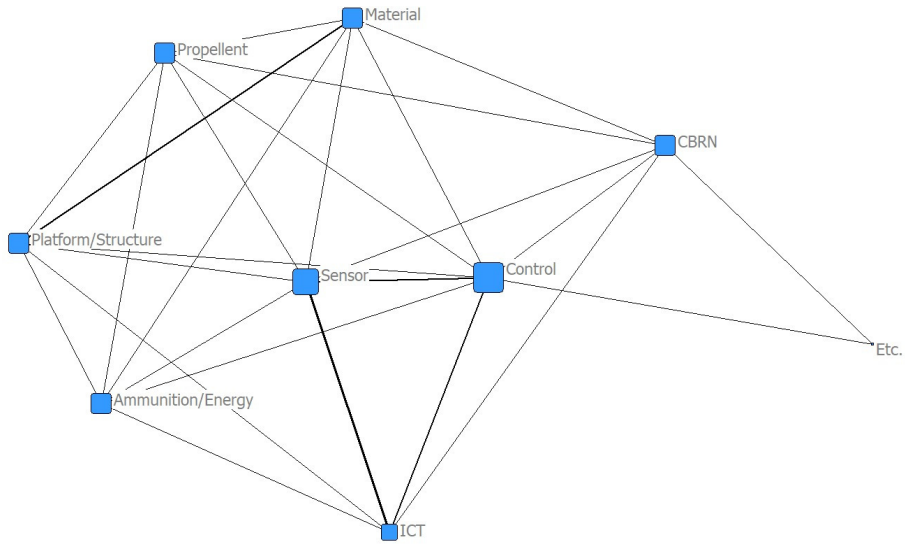 Material
Propellent
CBRN
Platform/Structure
Sensor
Control
Etc.
Ammunition/Energy
ICT